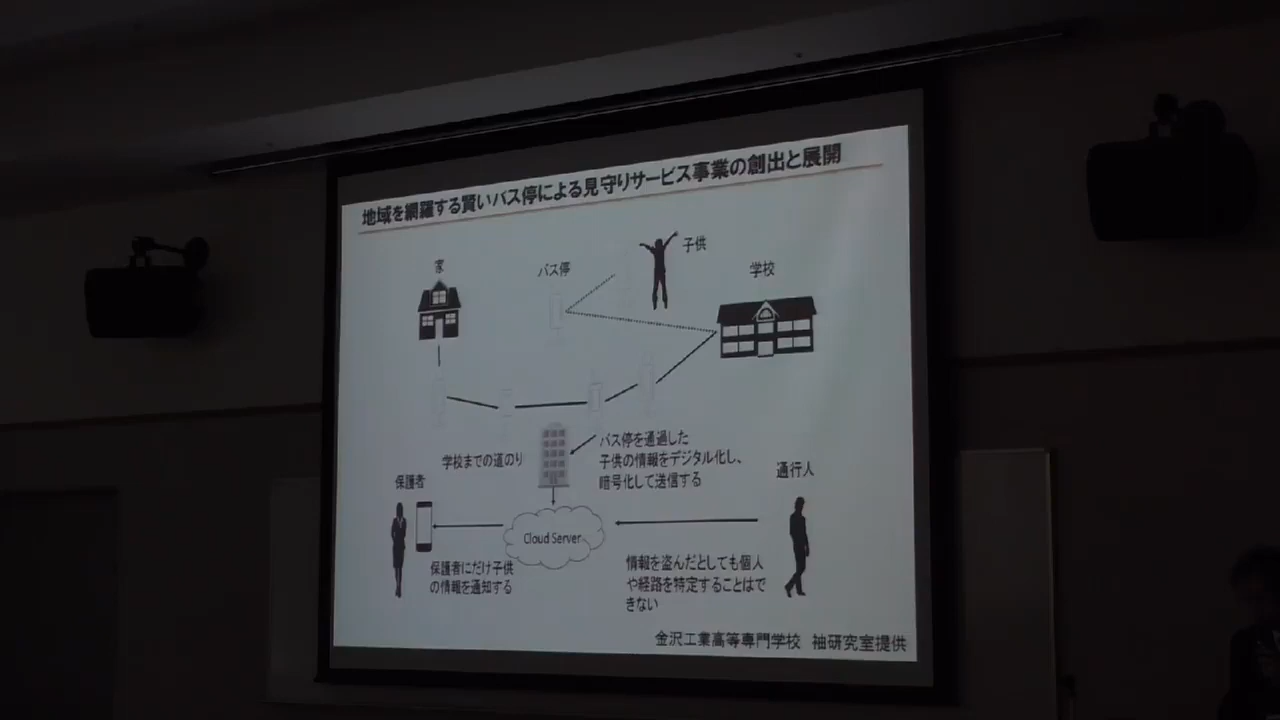 地域を網羅する賢いバス停による見守りサービス事業の創出と展開
家
バス停
子供
学校
学校までの道のり
バス停を通過した
子供の情報をデジタル化し、
暗号化して送信する
保護者
通行人
Cloud Server
保護者にだけ子供
の情報を通知する
情報を盗んだとしても個人
や経路を特定することはで
きない
金沢工業高等専門学校 袖研究室提供